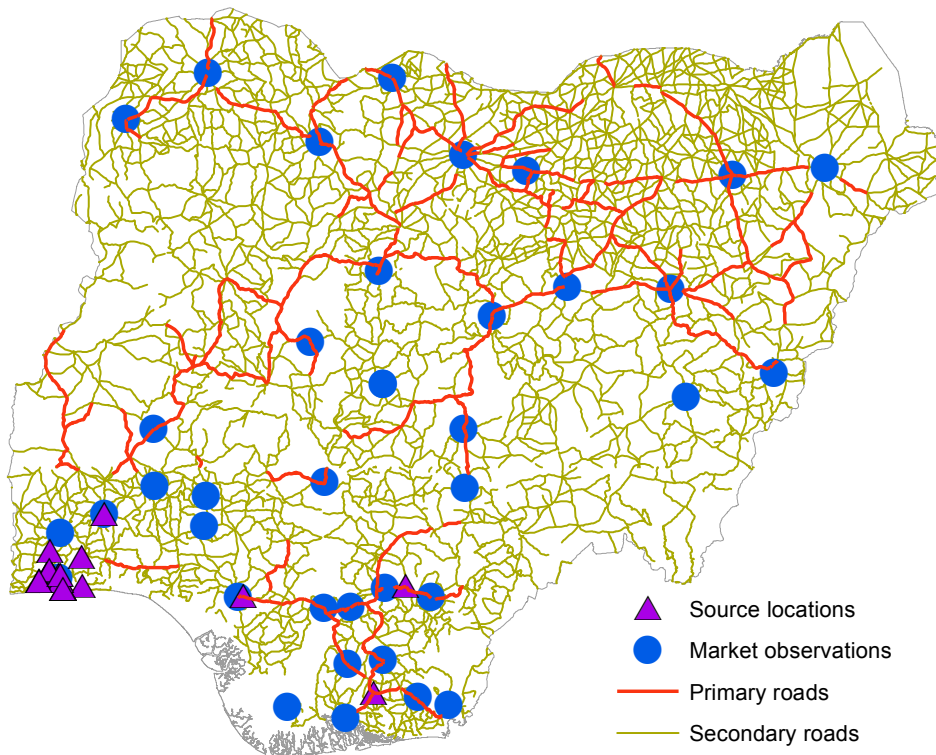 Source locations
Market observations
Primary roads
Secondary roads